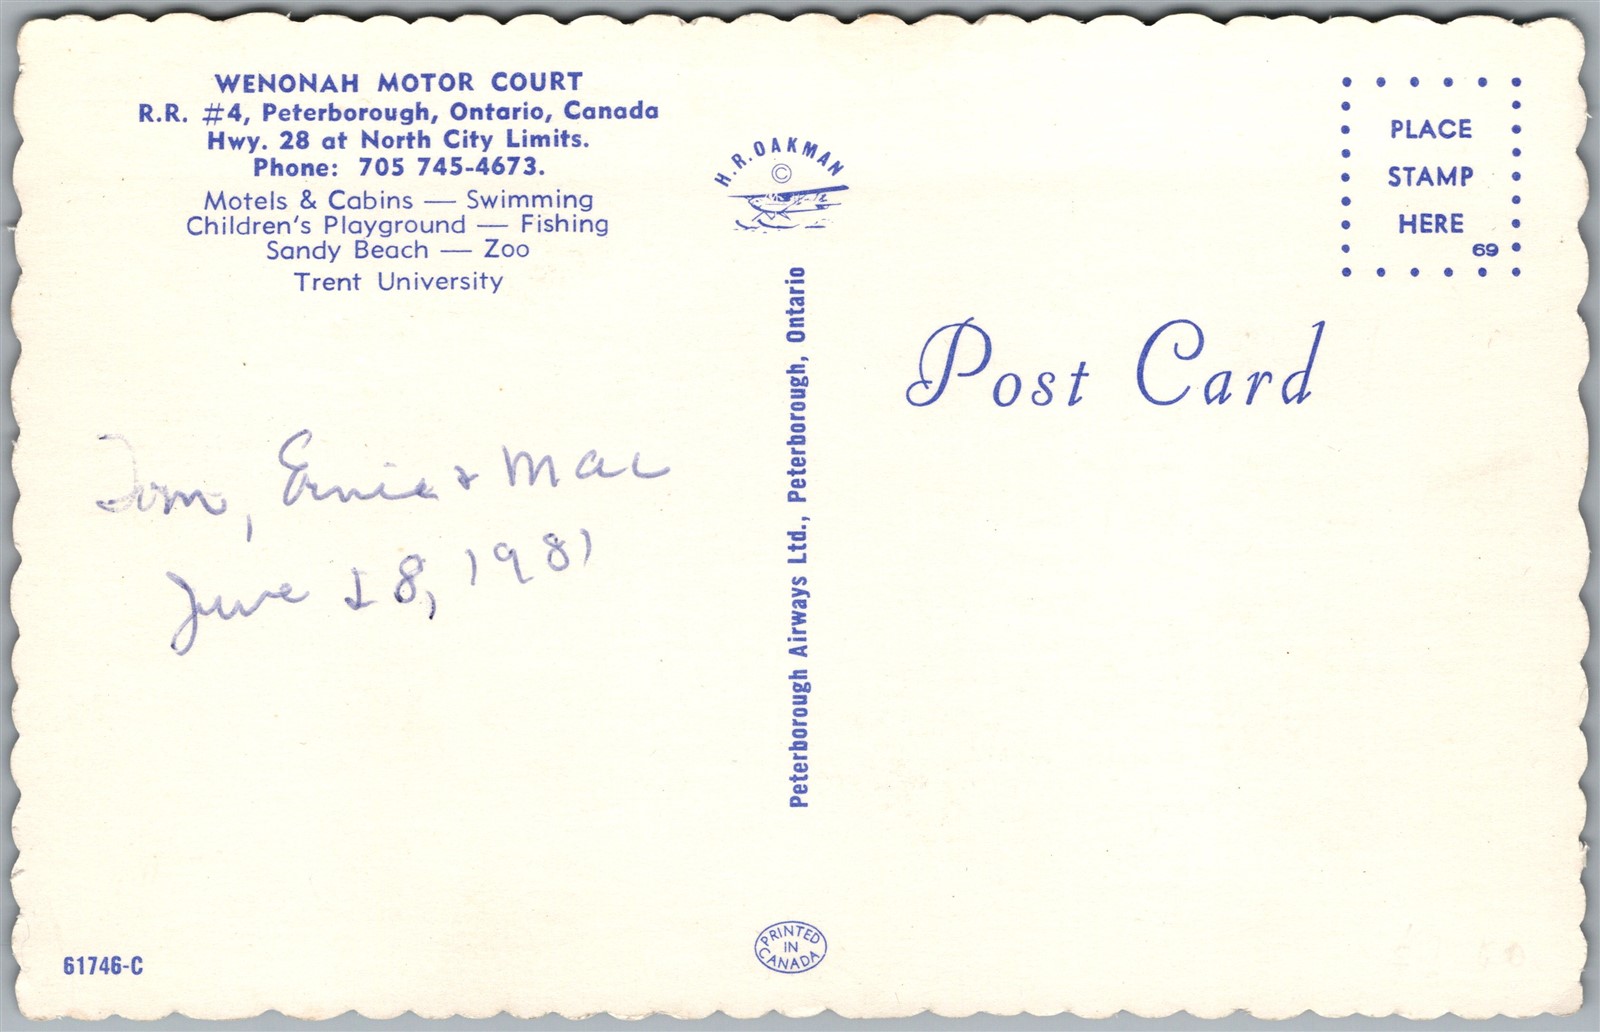 WENONAH MOTOR COURT
R.R. #4, Peterborough, Ontario, Canada
Hwy. 28 at North City Limits.
Phone: 705 745-4673.
Motels & Cabins — Swimming
Children's Playground — Fishing
Sandy Beach — Zoo
Trent University
Tom, Ernie & Mac
June 28, 1981
61746-C
H.R. OAKMAN
©
Peterborough Airways Ltd., Peterborough, Ontario
PRINTED
IN
CANADA
PLACE
STAMP
HERE
69
Post Card